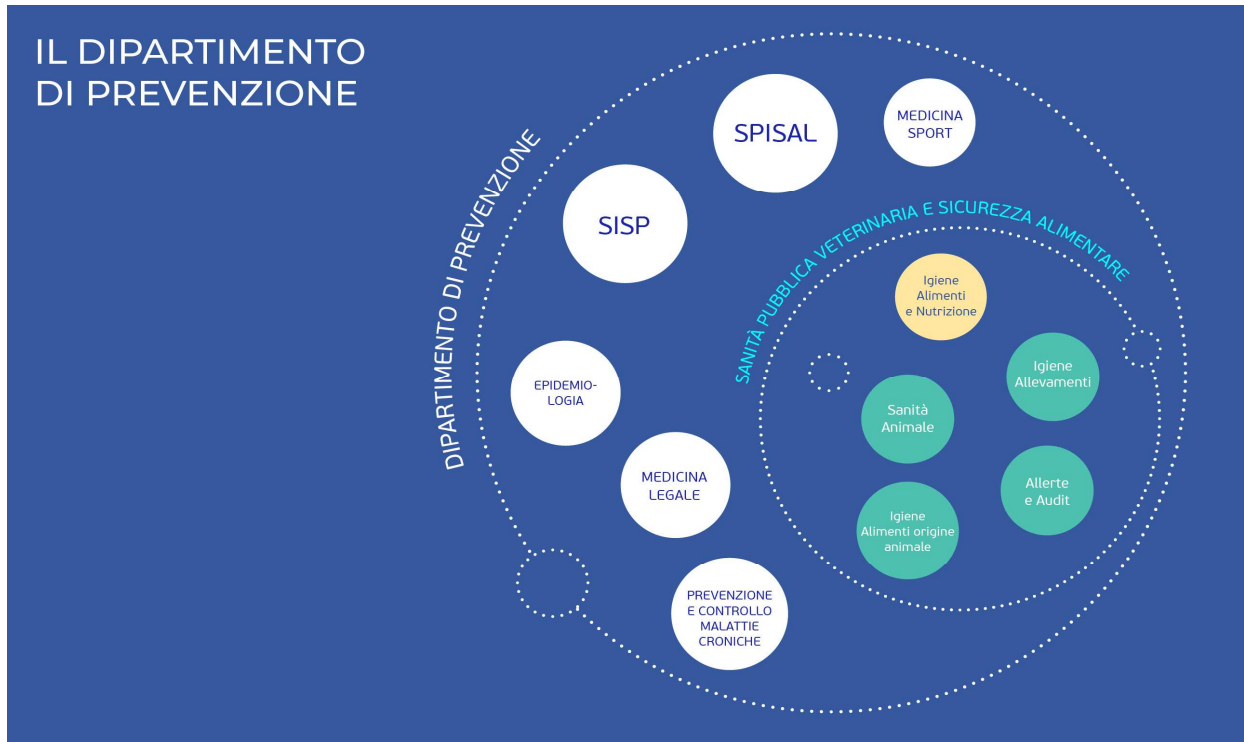 IL DIPARTIMENTO
DI PREVENZIONE
DIPARTIMENTO DI PREVENZIONE
SPISAL
MEDICINA
SPORT
SISP
EPIDEMIO-
LOGIA
MEDICINA
LEGALE
PREVENZIONE
E CONTROLLO
MALATTIE
CRONICHE
SANITÀ PUBBLICA VETERINARIA E SICUREZZA ALIMENTARE
Igiene
Alimenti
e Nutrizione
Igiene
Allevamenti
Sanità
Animale
Allerte
e Audit
Igiene
Alimenti origine
animale